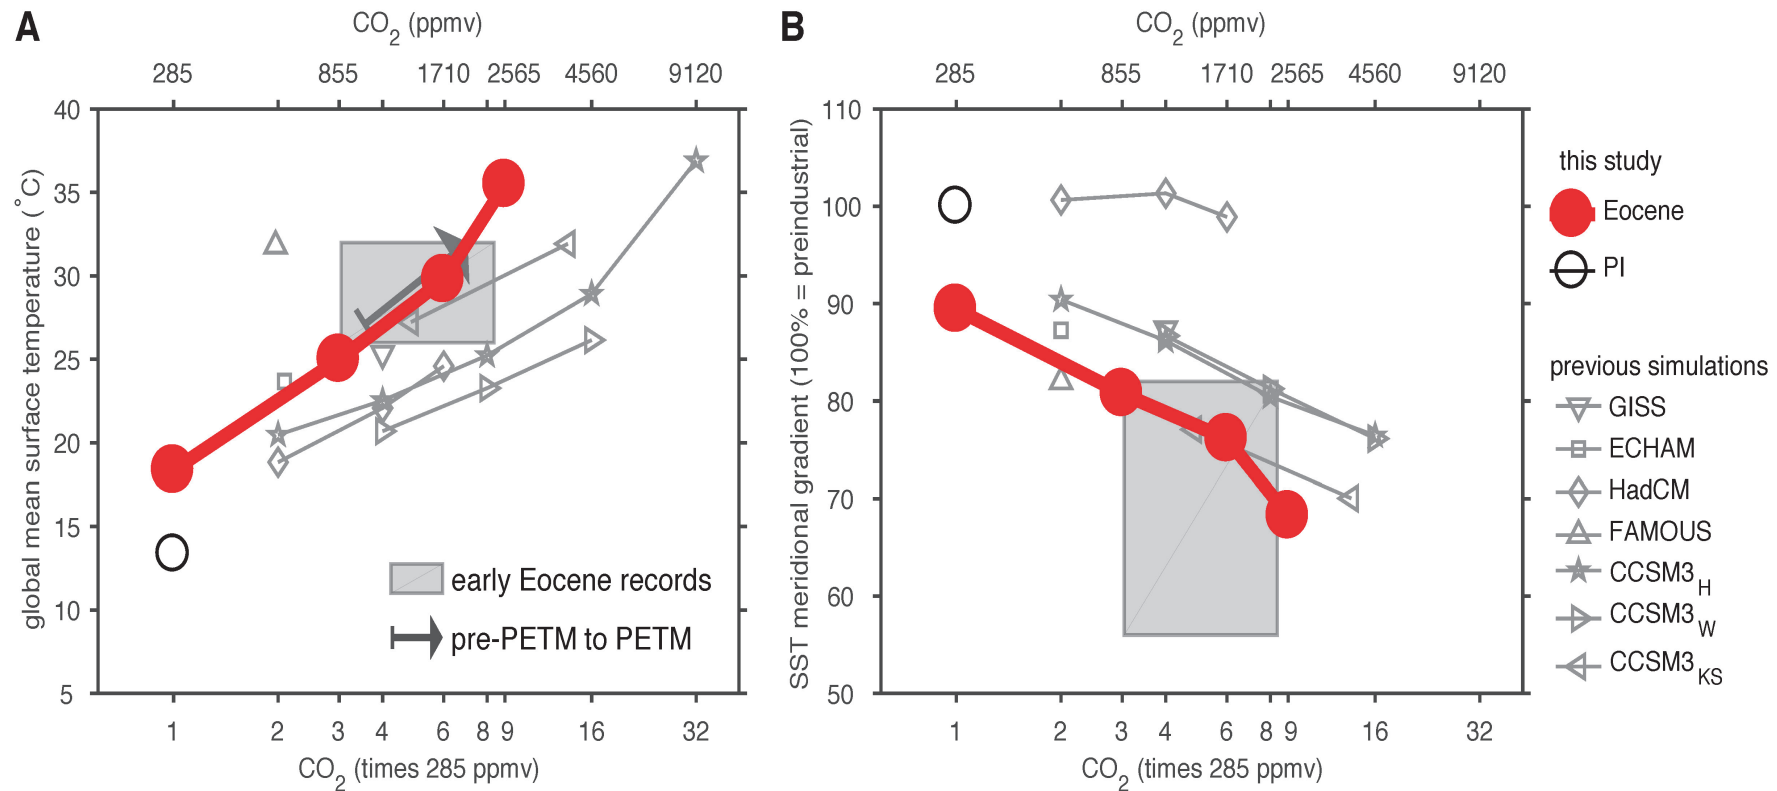 A
CO2 (ppmv)
285 855 1710 2565 4560 9120
40
35
30
25
20
15
10
5
global mean surface temperature (°C)
early Eocene records
pre-PETM to PETM
1 2 3 4 6 8 9 16 32
CO2 (times 285 ppmv)
B
CO2 (ppmv)
285 855 1710 2565 4560 9120
110
100
90
80
70
60
50
SST meridional gradient (100% = preindustrial)
1 2 3 4 6 8 9 16 32
CO2 (times 285 ppmv)
this study
Eocene
PI
previous simulations
GISS
ECHAM
HadCM
FAMOUS
CCSM3H
CCSM3W
CCSM3KS